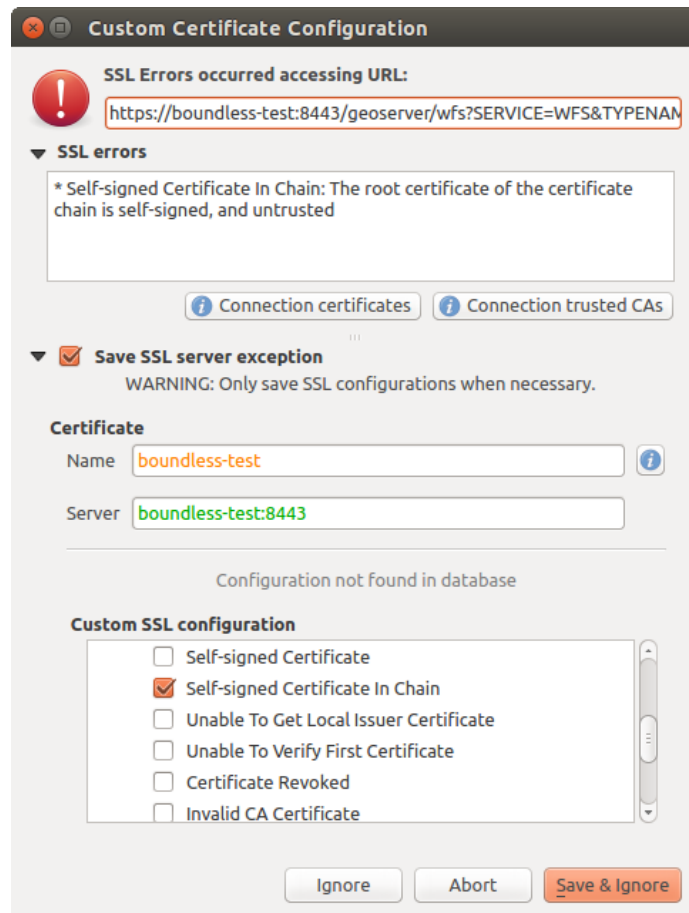 Custom Certificate Configuration
SSL Errors occurred accessing URL:
https://boundless-test:8443/geoserver/wfs?SERVICE=WFS&TYPENAM
SSL errors
* Self-signed Certificate In Chain: The root certificate of the certificate
chain is self-signed, and untrusted
Connection certificates
Connection trusted CAs
Save SSL server exception
WARNING: Only save SSL configurations when necessary.
Certificate
Name boundless-test
Server boundless-test:8443
Configuration not found in database
Custom SSL configuration
Self-signed Certificate
Self-signed Certificate In Chain
Unable To Get Local Issuer Certificate
Unable To Verify First Certificate
Certificate Revoked
Invalid CA Certificate
Ignore Abort Save & Ignore